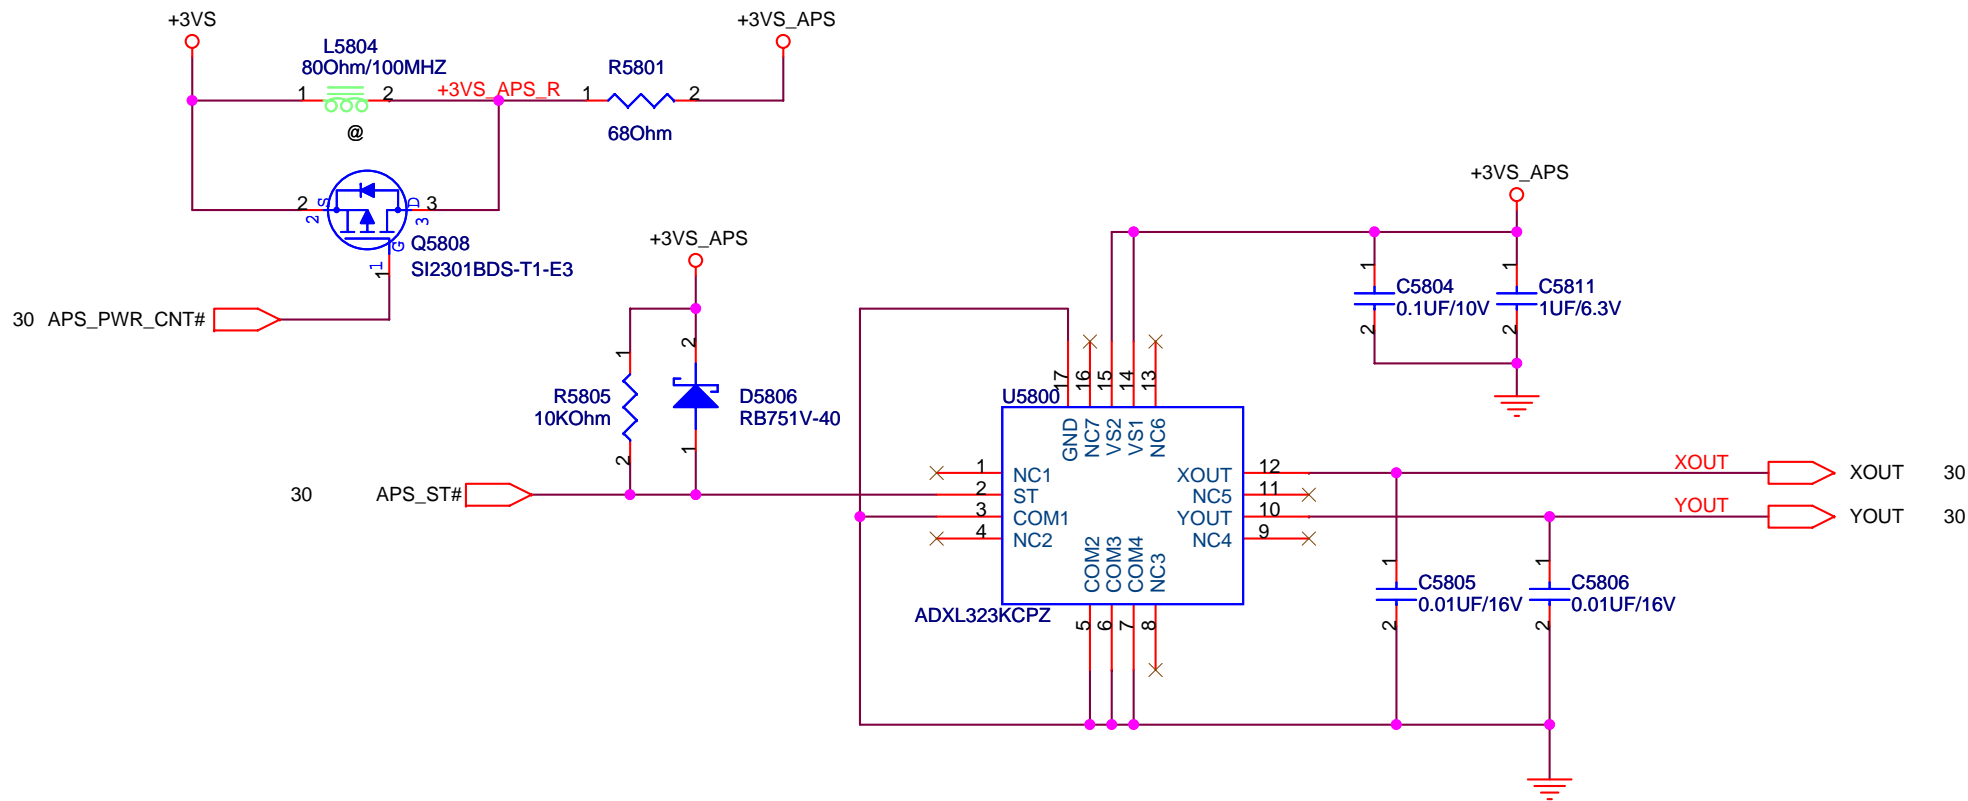 +3VS
+3VS_APS
L5804
80Ohm/100MHZ
R5801
1
2
+3VS_APS_R
1
2
@
68Ohm
2
S
D
3
2
3
G
Q5808
SI2301BDS-T1-E3
1
1
30 APS_PWR_CNT#
+3VS_APS
1
2
R5805
10KOhm
D5806
RB751V-40
2
1
30 APS_ST#
+3VS_APS
1
1
C5804
0.1UF/10V
C5811
1UF/6.3V
2
2
U5800
17
16
15
14
13
GND
NC7
VS2
VS1
NC6
1
NC1
2
ST
3
COM1
4
NC2
XOUT
12
NC5
11
YOUT
10
NC4
9
COM2
COM3
COM4
NC3
5
6
7
8
ADXL323KCPZ
XOUT
XOUT 30
YOUT
YOUT 30
1
1
C5805
0.01UF/16V
C5806
0.01UF/16V
2
2